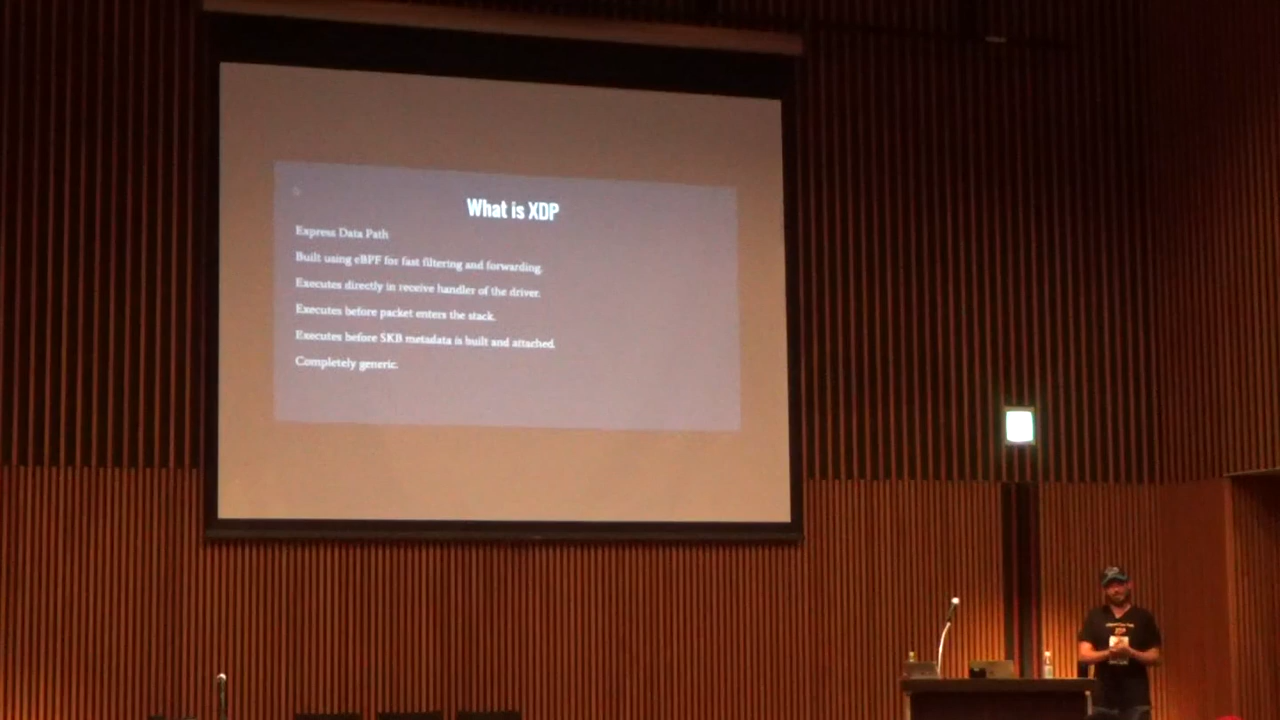 What is XDP
Express Data Path
Built using eBPF for fast filtering and forwarding.
Executes directly in receive handler of the driver.
Executes before packet enters the stack.
Executes before SKB metadata is built and attached.
Completely generic.